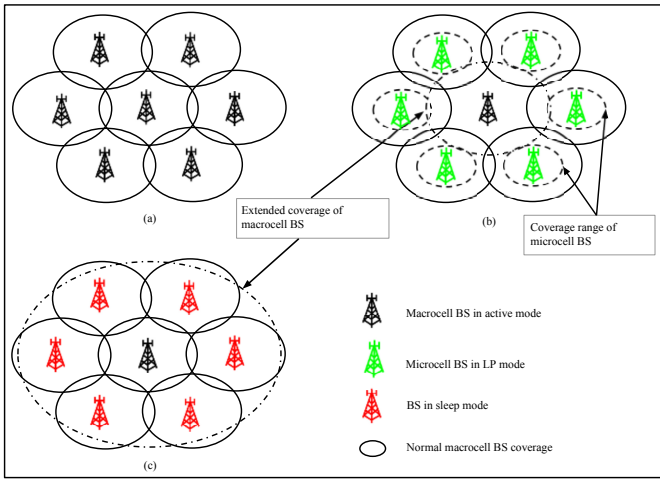 (a)
(b)
Extended coverage of
macrocell BS
Coverage range of
microcell BS
Macrocell BS in active mode
Microcell BS in LP mode
BS in sleep mode
Normal macrocell BS coverage
(c)